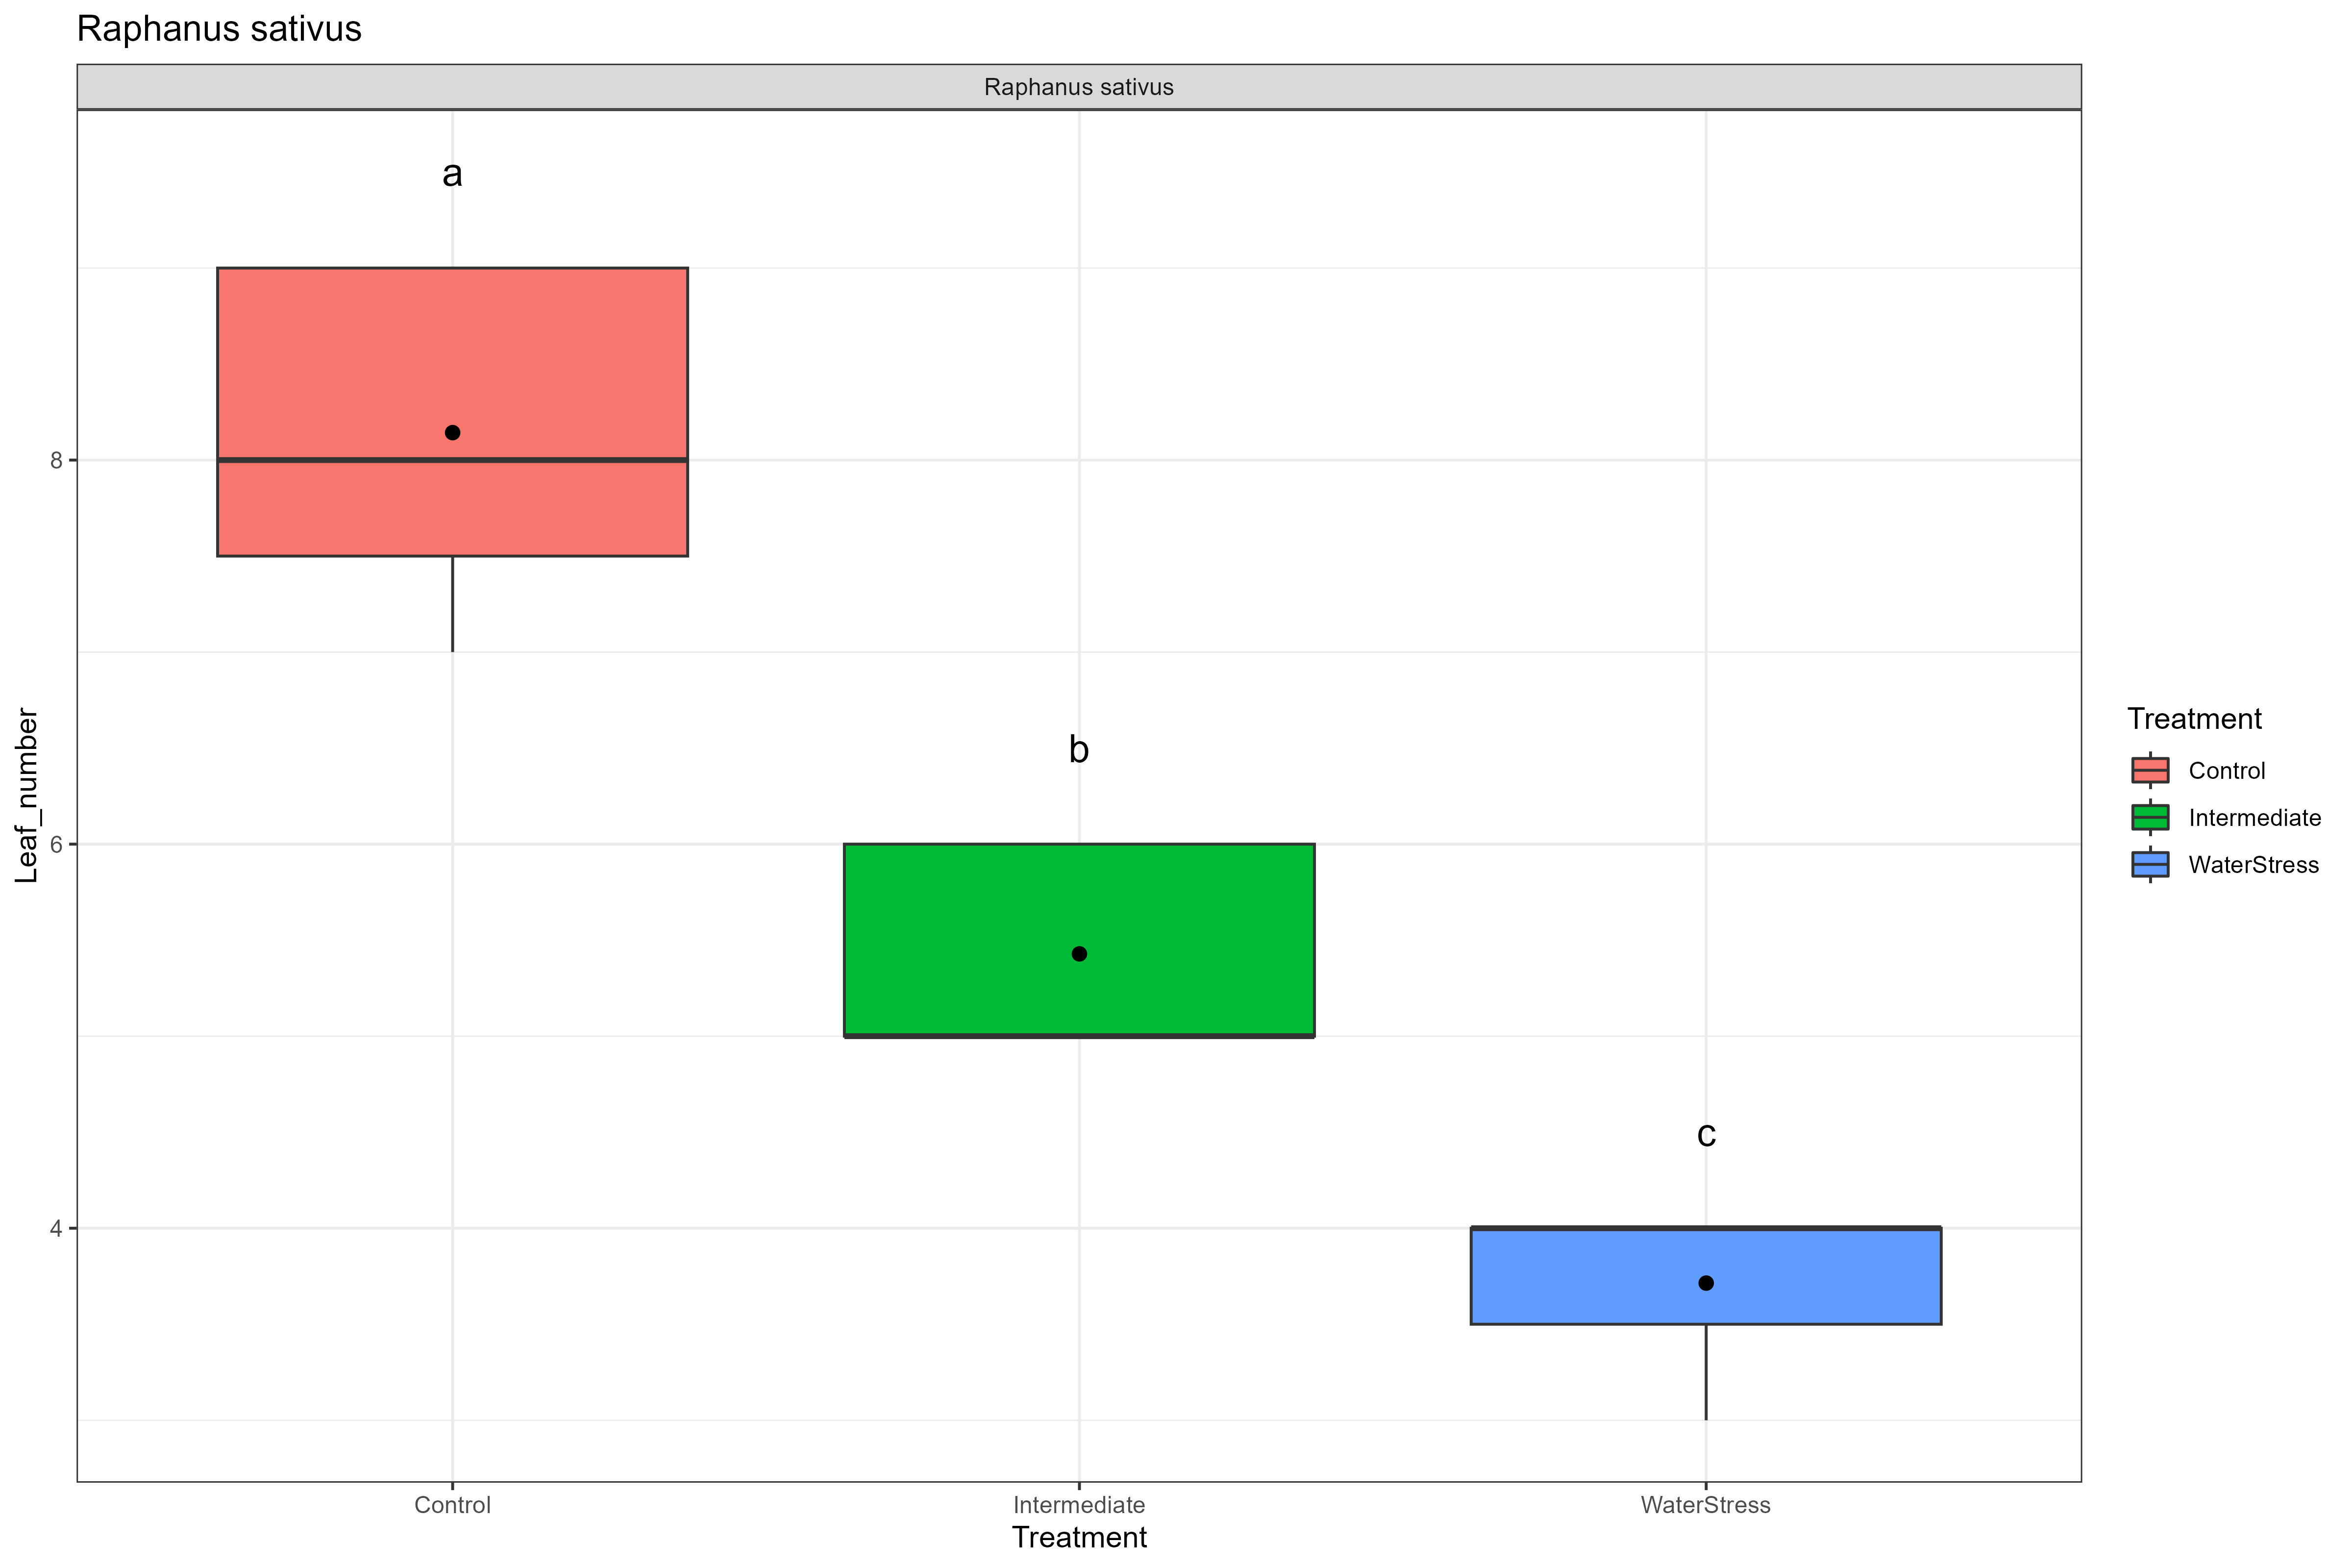 Raphanus sativus
Raphanus sativus
a
b
c
8
6
4
Leaf_number
Control
Intermediate
WaterStress
Treatment
Treatment
Control
Intermediate
WaterStress